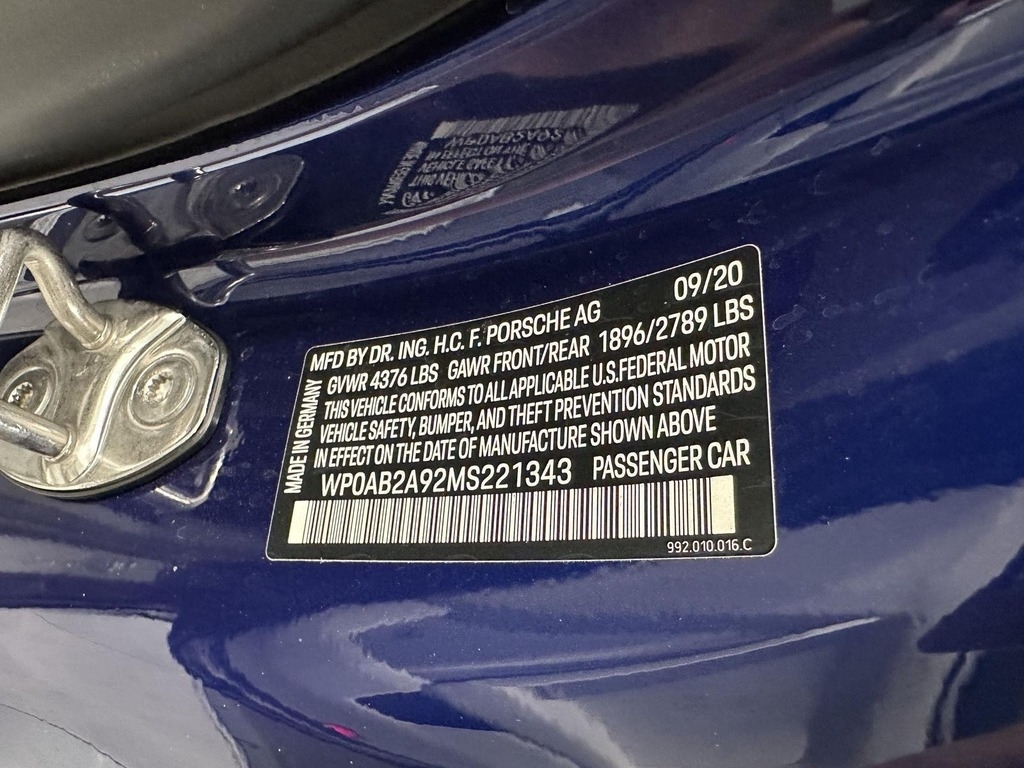 MFD BY DR. ING. H.C. F. PORSCHE AG 09/20
GVWR 4376 LBS GAWR FRONT/REAR 1896/2789 LBS
THIS VEHICLE CONFORMS TO ALL APPLICABLE U.S.FEDERAL MOTOR
VEHICLE SAFETY, BUMPER, AND THEFT PREVENTION STANDARDS
IN EFFECT ON THE DATE OF MANUFACTURE SHOWN ABOVE
WP0AB2A92MS221343 PASSENGER CAR
MADE IN GERMANY
992.010.016.C